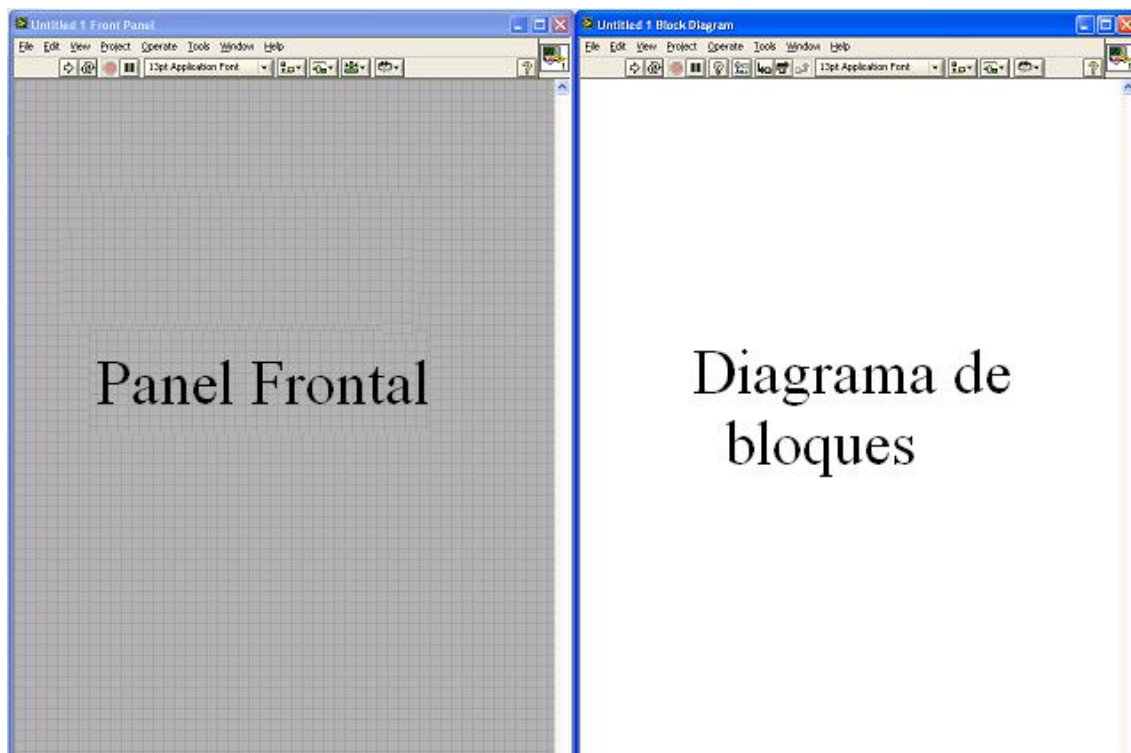 Untitled 1 Front Panel
File Edit View Project Operate Tools Window Help
13pt Application Font
Panel Frontal
Untitled 1 Block Diagram
File Edit View Project Operate Tools Window Help
13pt Application Font
Diagrama de
bloques